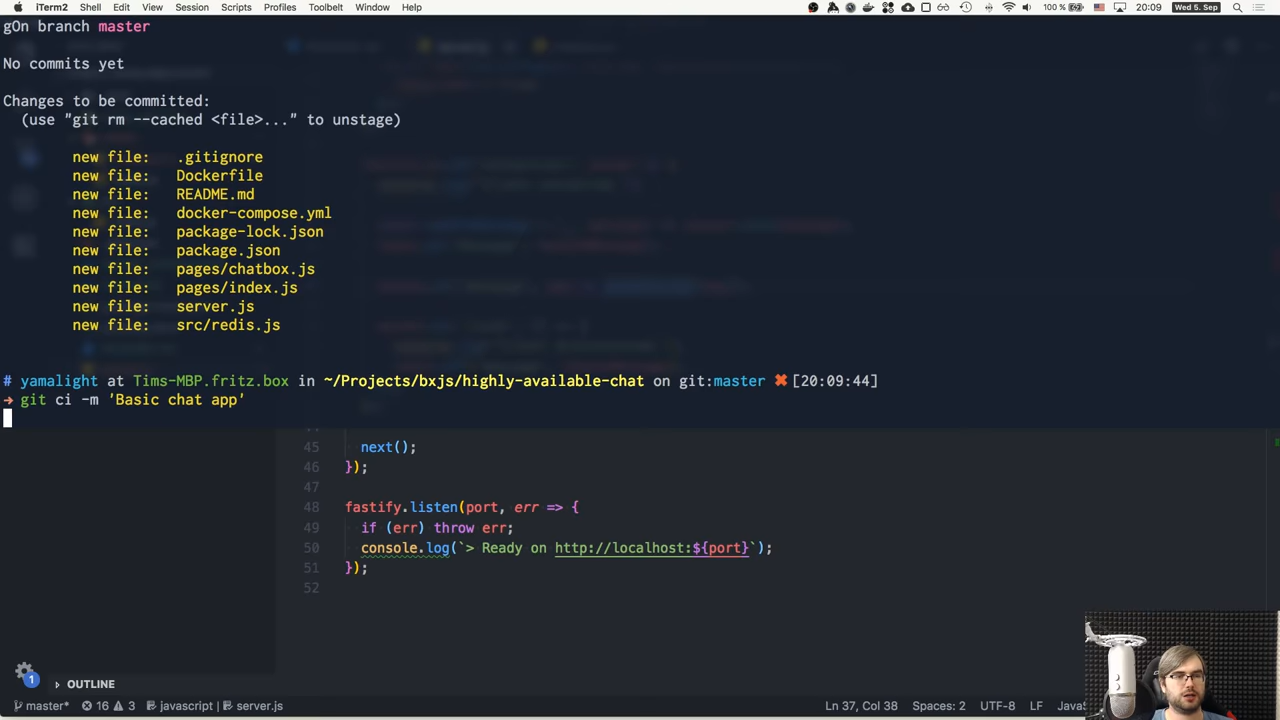 iTerm2 Shell Edit View Session Scripts Profiles Toolbelt Window Help 100 % 20:09 Wed 5. Sep
gOn branch master
No commits yet
Changes to be committed:
(use "git rm --cached <file>..." to unstage)
new file: .gitignore
new file: Dockerfile
new file: README.md
new file: docker-compose.yml
new file: package-lock.json
new file: package.json
new file: pages/chatbox.js
new file: pages/index.js
new file: server.js
new file: src/redis.js
# yamalight at Tims-MBP.fritz.box in ~/Projects/bxjs/highly-available-chat on git:master ✖ [20:09:44]
→ git ci -m 'Basic chat app'
45 next();
46 });
47
48 fastify.listen(port, err => {
49 if (err) throw err;
50 console.log(`> Ready on http://localhost:${port}`);
51 });
52
1
OUTLINE
master* 16 3 javascript | server.js Ln 37, Col 38 Spaces: 2 UTF-8 LF